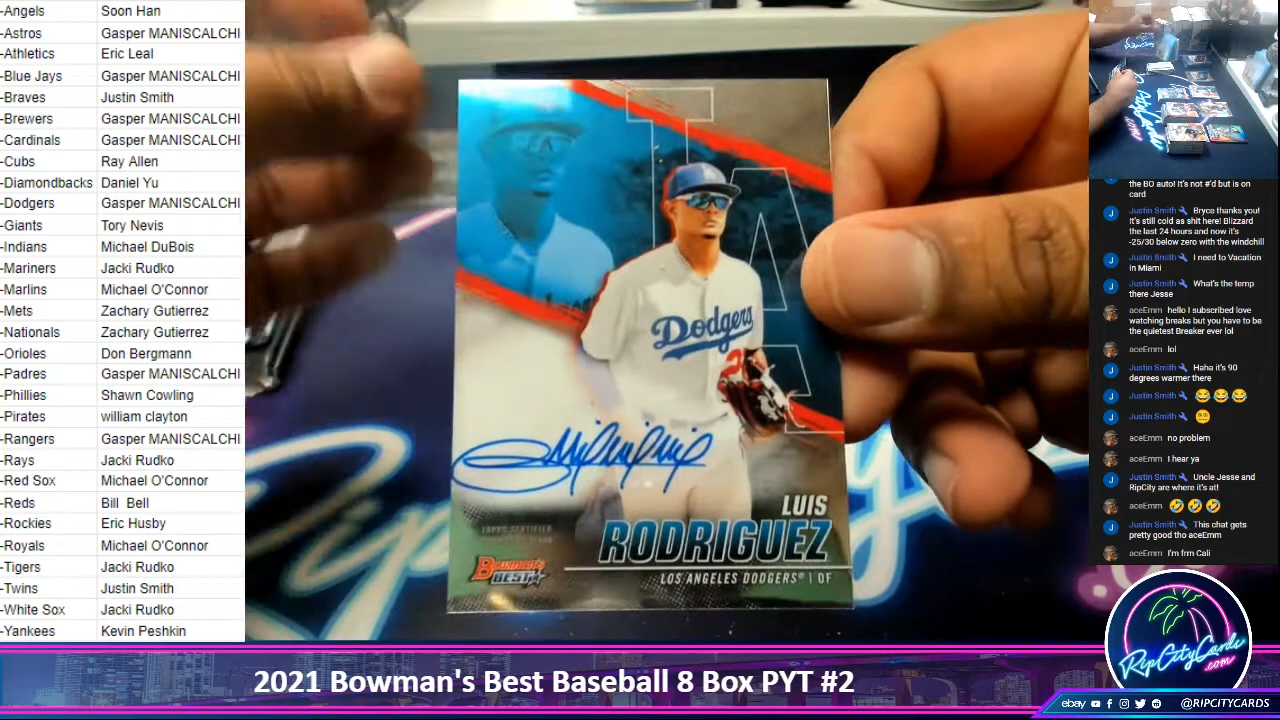 -Angels Soon Han
-Astros Gasper MANISCALCHI
-Athletics Eric Leal
-Blue Jays Gasper MANISCALCHI
-Braves Justin Smith
-Brewers Gasper MANISCALCHI
-Cardinals Gasper MANISCALCHI
-Cubs Ray Allen
-Diamondbacks Daniel Yu
-Dodgers Gasper MANISCALCHI
-Giants Tory Nevis
-Indians Michael DuBois
-Mariners Jacki Rudko
-Marlins Michael O'Connor
-Mets Zachary Gutierrez
-Nationals Zachary Gutierrez
-Orioles Don Bergmann
-Padres Gasper MANISCALCHI
-Phillies Shawn Cowling
-Pirates william clayton
-Rangers Gasper MANISCALCHI
-Rays Jacki Rudko
-Red Sox Michael O'Connor
-Reds Bill Bell
-Rockies Eric Husby
-Royals Michael O'Connor
-Tigers Jacki Rudko
-Twins Justin Smith
-White Sox Jacki Rudko
-Yankees Kevin Peshkin
LA
Dodgers
TOPPS CERTIFIED
LUIS
RODRIGUEZ
Bowman's
BEST
LOS ANGELES DODGERS® | OF
the BO auto! It's not #'d but is on
card
J Justin Smith Bryce thanks you!
It's still cold as shit here! Blizzard
the last 24 hours and now it's
-25/30 below zero with the windchill
J Justin Smith I need to Vacation
in Miami
J Justin Smith What's the temp
there Jesse
aceEmm hello I subscribed love
watching breaks but you have to be
the quietest Breaker ever lol
aceEmm lol
J Justin Smith Haha it's 90
degrees warmer there
J Justin Smith 😂😂😂
J Justin Smith
aceEmm no problem
aceEmm I hear ya
J Justin Smith Uncle Jesse and
RipCity are where it's at!
aceEmm 🤣🤣🤣
J Justin Smith This chat gets
pretty good tho aceEmm
aceEmm I'm frm Cali
RipCityCards
.com
2021 Bowman's Best Baseball 8 Box PYT #2
ebay @RIPCITYCARDS